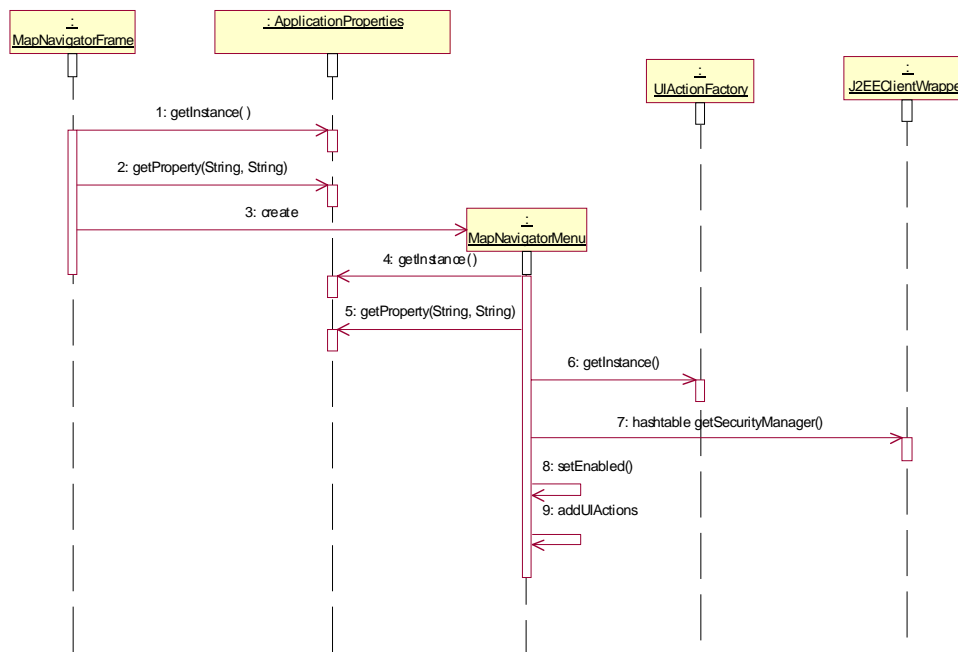 :
MapNavigatorFrame
: ApplicationProperties
:
UIActionFactory
:
J2EEClientWrappe
1: getInstance( )
2: getProperty(String, String)
3: create
:
MapNavigatorMenu
4: getInstance( )
5: getProperty(String, String)
6: getInstance()
7: hashtable getSecurityManager()
8: setEnabled()
9: addUIActions